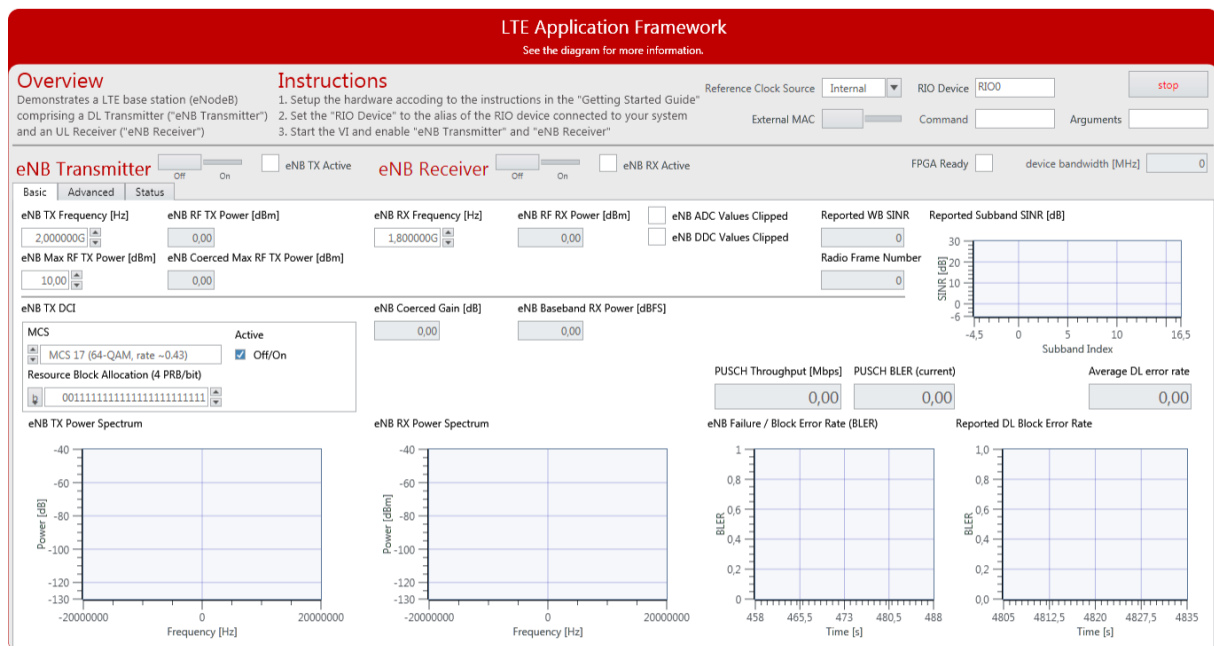 LTE Application Framework
See the diagram for more information.
Overview
Demonstrates a LTE base station (eNodeB)
comprising a DL Transmitter ("eNB Transmitter")
and an UL Receiver ("eNB Receiver")
Instructions
1. Setup the hardware accoding to the instructions in the "Getting Started Guide"
2. Set the "RIO Device" to the alias of the RIO device connected to your system
3. Start the VI and enable "eNB Transmitter" and "eNB Receiver"
Reference Clock Source Internal RIO Device RIO0 stop
External MAC Command Arguments
eNB Transmitter Off On eNB TX Active eNB Receiver Off On eNB RX Active FPGA Ready device bandwidth [MHz] 0
Basic Advanced Status
eNB TX Frequency [Hz] eNB RF TX Power [dBm] eNB RX Frequency [Hz] eNB RF RX Power [dBm] eNB ADC Values Clipped Reported WB SINR Reported Subband SINR [dB]
2,000000G 0,00 1,800000G 0,00 eNB DDC Values Clipped 0
eNB Max RF TX Power [dBm] eNB Coerced Max RF TX Power [dBm] Radio Frame Number
10,00 0,00 0
30
20
10
0
-6
SINR [dB]
-4,5 0 5 10 16,5
Subband Index
eNB TX DCI eNB Coerced Gain [dB] eNB Baseband RX Power [dBFS]
0,00 0,00
MCS Active
MCS 17 (64-QAM, rate ~0.43) Off/On
Resource Block Allocation (4 PRB/bit)
b 0011111111111111111111111
PUSCH Throughput [Mbps] PUSCH BLER (current) Average DL error rate
0,00 0,00 0,00
eNB TX Power Spectrum
-40
-60
-80
-100
-120
-130
Power [dB]
-20000000 0 20000000
Frequency [Hz]
eNB RX Power Spectrum
-40
-60
-80
-100
-120
-130
Power [dBm]
-20000000 0 20000000
Frequency [Hz]
eNB Failure / Block Error Rate (BLER)
1
0,8
0,6
0,4
0,2
0
BLER
458 465,5 473 480,5 488
Time [s]
Reported DL Block Error Rate
1,0
0,8
0,6
0,4
0,2
0,0
BLER
4805 4812,5 4820 4827,5 4835
Time [s]